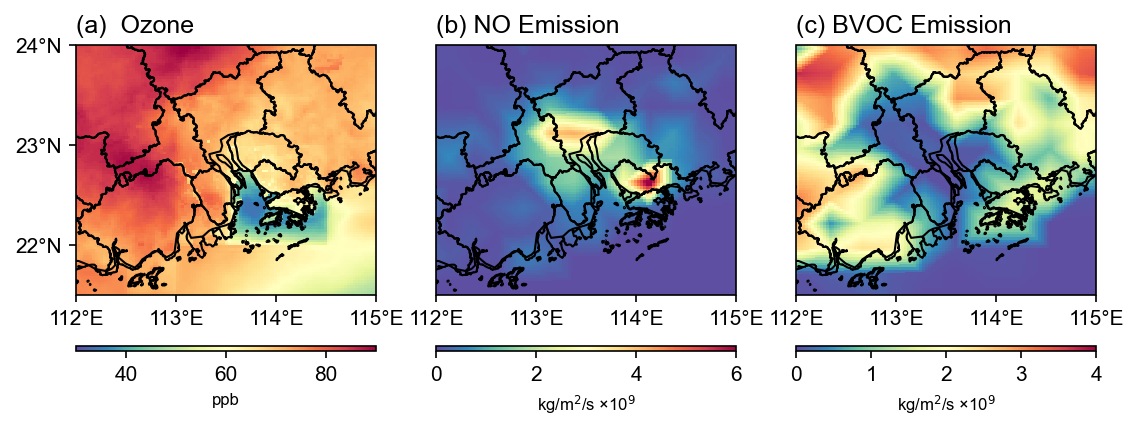 (a)  Ozone
(b) NO Emission
(c) BVOC Emission
24°N
23°N
22°N
112°E 113°E 114°E 115°E
112°E 113°E 114°E 115°E
112°E 113°E 114°E 115°E
40 60 80
0 2 4 6
0 1 2 3 4
ppb
kg/m² /s ×10⁹
kg/m² /s ×10⁹